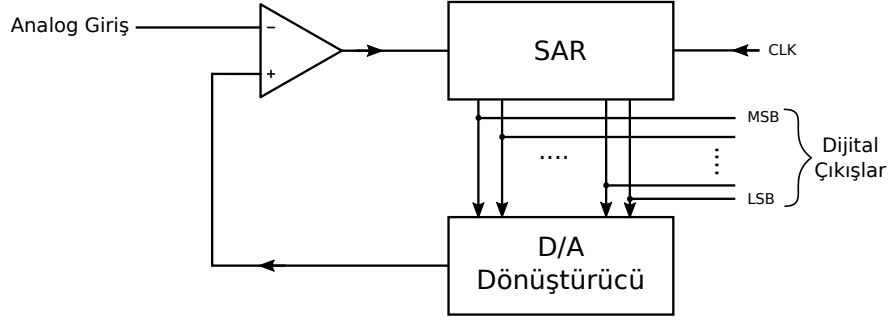 Analog Giriş
−
+
SAR
CLK
MSB
....
LSB
Dijital
Çıkışlar
D/A
Dönüştürücü